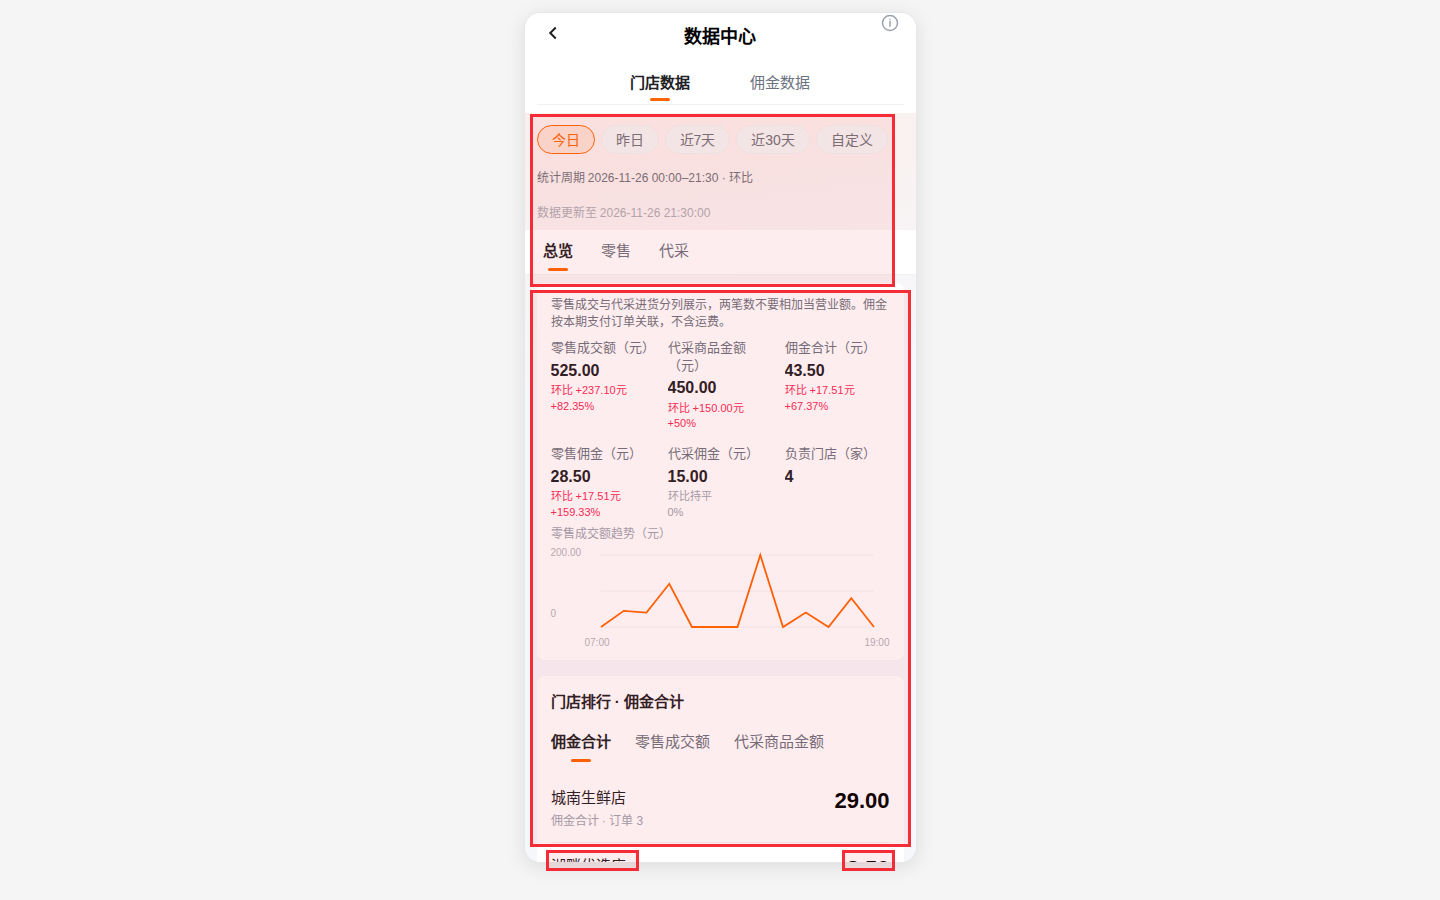 数据中心
门店数据 佣金数据
今日 昨日 近7天 近30天 自定义
统计周期 2026-11-26 00:00–21:30 · 环比
数据更新至 2026-11-26 21:30:00
总览 零售 代采
零售成交与代采进货分列展示，两笔数不要相加当营业额。佣金
按本期支付订单关联，不含运费。
零售成交额（元） 代采商品金额（元） 佣金合计（元）
525.00 450.00 43.50
环比 +237.10元 环比 +150.00元 环比 +17.51元
+82.35% +50% +67.37%
零售佣金（元） 代采佣金（元） 负责门店（家）
28.50 15.00 4
环比 +17.51元 环比持平
+159.33% 0%
零售成交额趋势（元）
200.00
0
07:00 19:00
门店排行 · 佣金合计
佣金合计 零售成交额 代采商品金额
城南生鲜店 29.00
佣金合计 · 订单 3